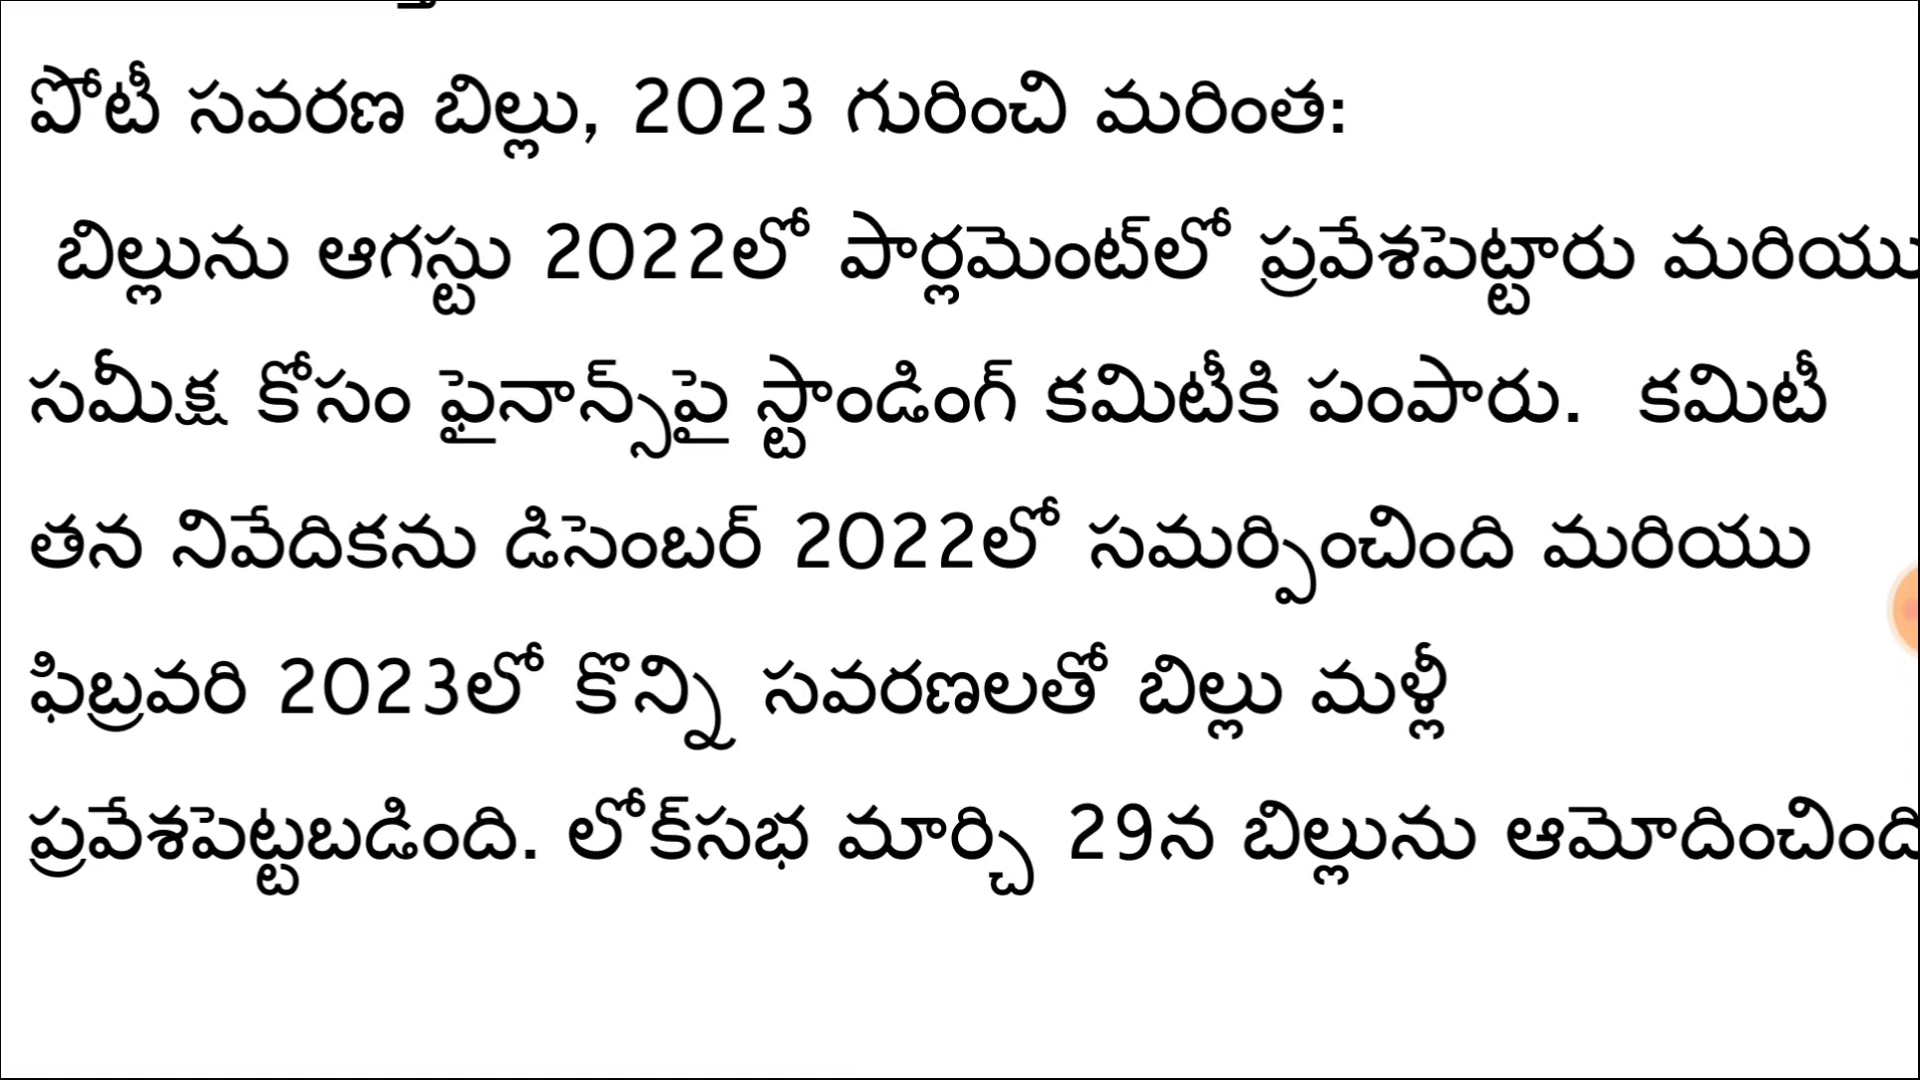 పోటీ సవరణ బిల్లు, 2023 గురించి మరింత:
బిల్లును ఆగస్టు 2022లో పార్లమెంట్‌లో ప్రవేశపెట్టారు మరియు
సమీక్ష కోసం ఫైనాన్స్‌పై స్టాండింగ్ కమిటీకి పంపారు. కమిటీ
తన నివేదికను డిసెంబర్ 2022లో సమర్పించింది మరియు
ఫిబ్రవరి 2023లో కొన్ని సవరణలతో బిల్లు మళ్లీ
ప్రవేశపెట్టబడింది. లోక్‌సభ మార్చి 29న బిల్లును ఆమోదించింది